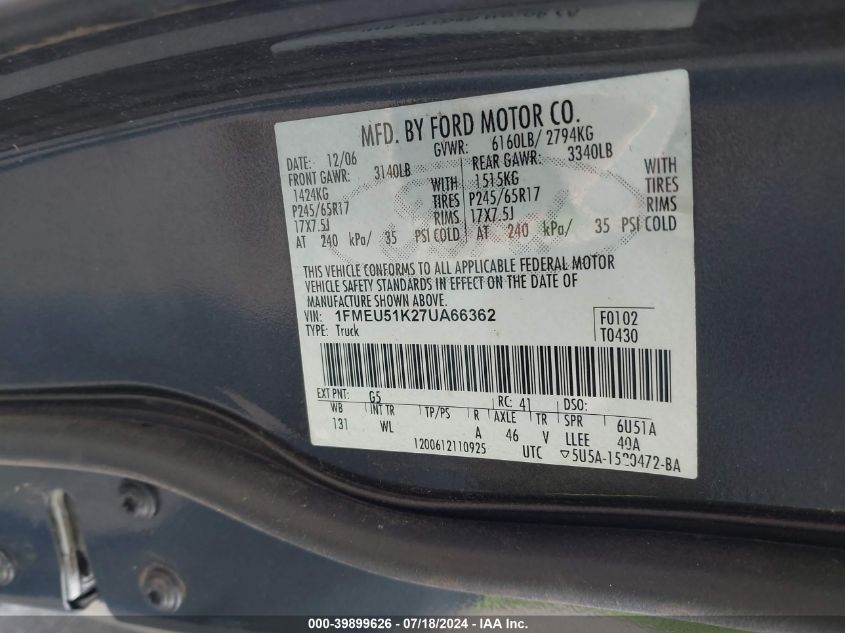 MFD. BY FORD MOTOR CO.
DATE: 12/06 GVWR: 6160LB/ 2794KG
FRONT GAWR: 3140LB REAR GAWR: 3340LB
1424KG WITH 1515KG WITH
P245/65R17 TIRES P245/65R17 TIRES
17X7.5J RIMS 17X7.5J RIMS
AT 240 kPa/ 35 PSI COLD AT 240 kPa/ 35 PSI COLD
THIS VEHICLE CONFORMS TO ALL APPLICABLE FEDERAL MOTOR
VEHICLE SAFETY STANDARDS IN EFFECT ON THE DATE OF
MANUFACTURE SHOWN ABOVE.
VIN: 1FMEU51K27UA66362 F0102
TYPE: Truck T0430
EXT PNT: G5 RC: 41 DSO:
WB INT TR TP/PS R AXLE TR SPR 6U51A
131 WL A 46 V LLEE 40A
1200612110925 UTC ▽5U5A-1520472-BA
000-39899626 - 07/18/2024 - IAA Inc.